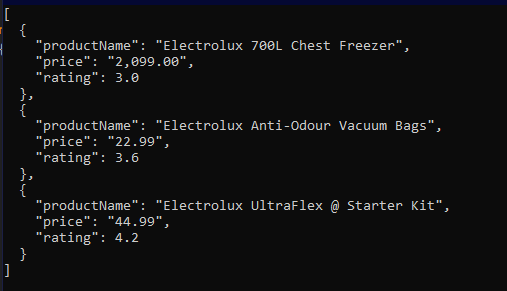 [
  {
    "productName": "Electrolux 700L Chest Freezer",
    "price": "2,099.00",
    "rating": 3.0
  },
  {
    "productName": "Electrolux Anti-Odour Vacuum Bags",
    "price": "22.99",
    "rating": 3.6
  },
  {
    "productName": "Electrolux UltraFlex @ Starter Kit",
    "price": "44.99",
    "rating": 4.2
  }
]